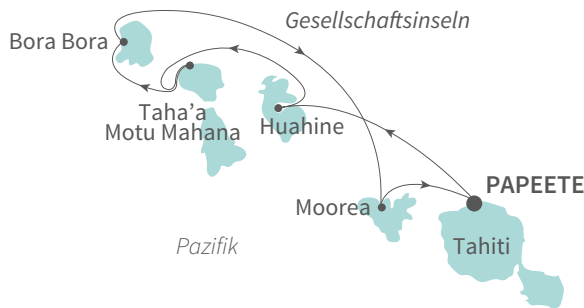 Gesellschaftsinseln
Bora Bora
Taha’a
Motu Mahana
Huahine
PAPEETE
Moorea
Tahiti
Pazifik